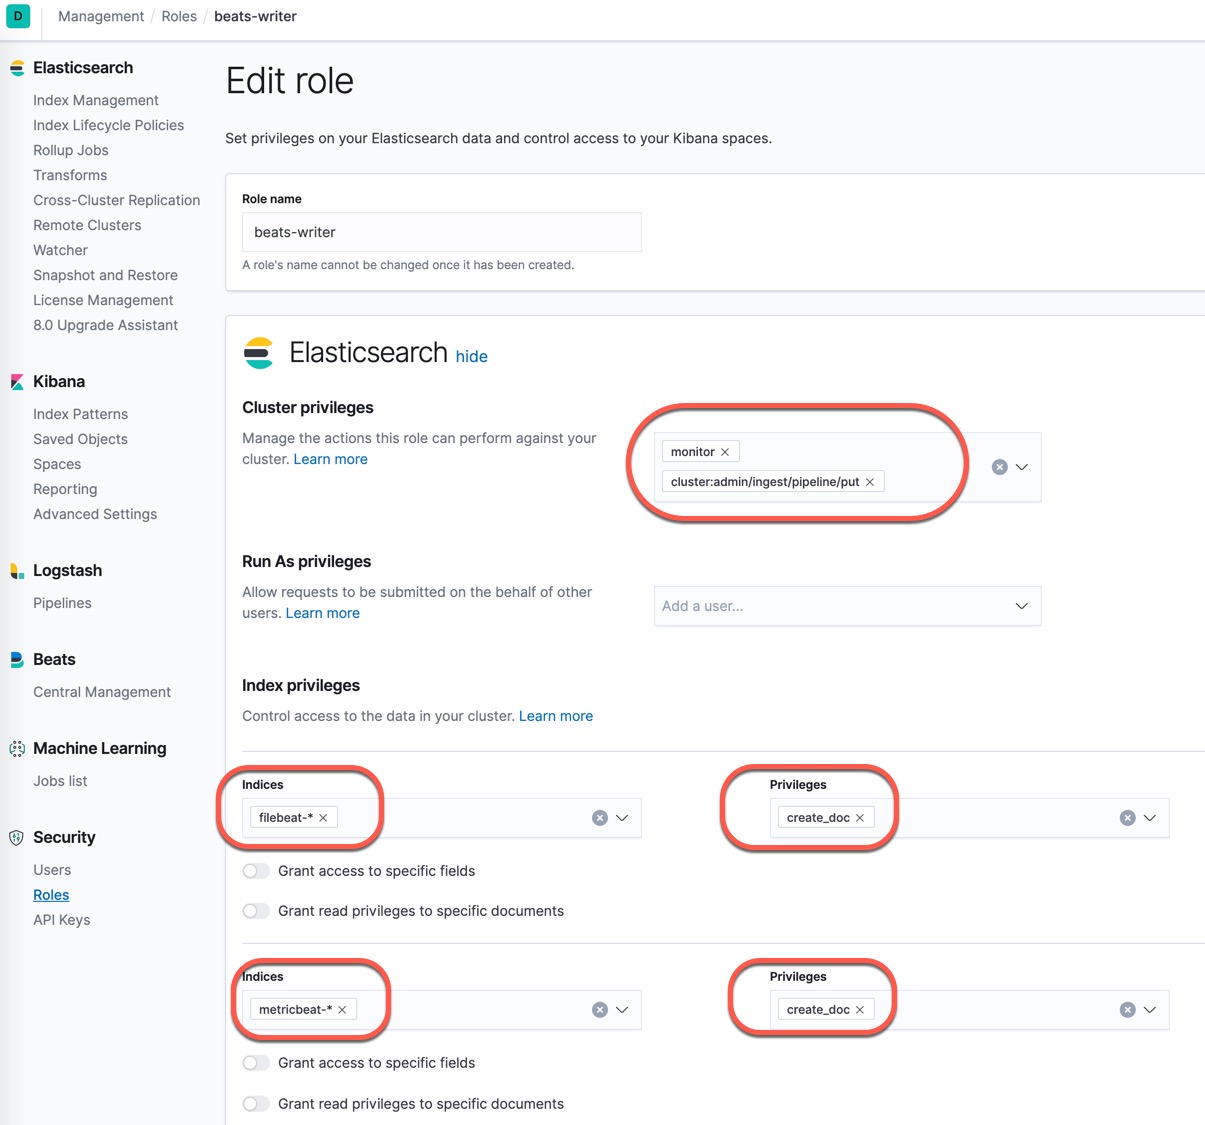 D
Management / Roles / beats-writer
Elasticsearch
Index Management
Index Lifecycle Policies
Rollup Jobs
Transforms
Cross-Cluster Replication
Remote Clusters
Watcher
Snapshot and Restore
License Management
8.0 Upgrade Assistant
Kibana
Index Patterns
Saved Objects
Spaces
Reporting
Advanced Settings
Logstash
Pipelines
Beats
Central Management
Machine Learning
Jobs list
Security
Users
Roles
API Keys
Edit role
Set privileges on your Elasticsearch data and control access to your Kibana spaces.
Role name
beats-writer
A role's name cannot be changed once it has been created.
Elasticsearch hide
Cluster privileges
Manage the actions this role can perform against your
cluster. Learn more
monitor
cluster:admin/ingest/pipeline/put
Run As privileges
Allow requests to be submitted on the behalf of other
users. Learn more
Add a user...
Index privileges
Control access to the data in your cluster. Learn more
Indices
filebeat-*
Privileges
create_doc
Grant access to specific fields
Grant read privileges to specific documents
Indices
metricbeat-*
Privileges
create_doc
Grant access to specific fields
Grant read privileges to specific documents